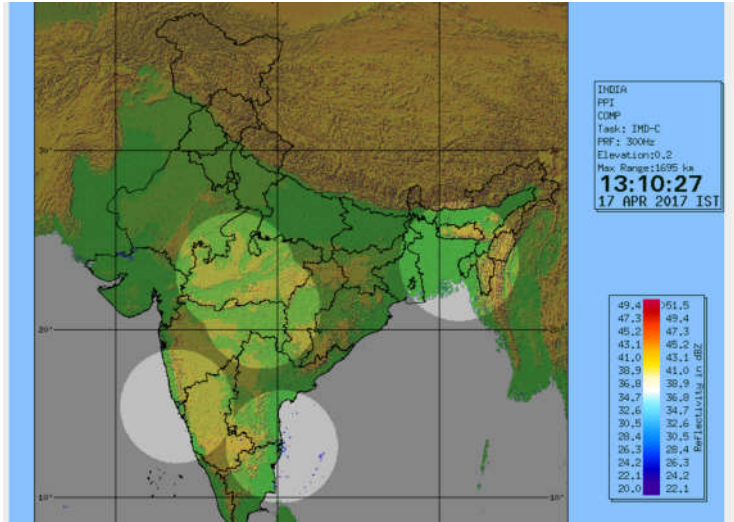 INDIA
PPI
COMP
Task: IMD-C
PRF: 300Hz
Elevation:0.2
Max Range:1695 km
13:10:27
17 APR 2017 IST
20°
20°
10°
10°
49.4 >51.5
47.3 49.4
45.2 47.3
43.1 45.2
41.0 43.1
38.9 41.0
36.8 38.9
34.7 36.8
32.6 34.7
30.5 32.6
28.4 30.5
26.3 28.4
24.2 26.3
22.1 24.2
20.0 22.1
Reflectivity in dBZ